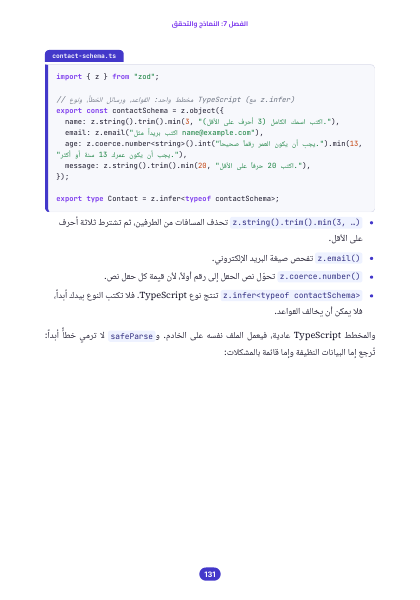 الفصل 7: النماذج والتحقق
contact-schema.ts
import { z } from "zod";
// مخطط واحد: القواعد، ورسائل الخطأ، ونوع TypeScript (مع z.infer)
export const contactSchema = z.object({
name: z.string().trim().min(3, "اكتب اسمك الكامل (3 أحرف على الأقل)."),
email: z.email("اكتب بريداً مثل name@example.com"),
age: z.coerce.number<string>().int("يجب أن يكون العمر رقماً صحيحاً.").min(13,
"يجب أن يكون عمرك 13 سنة أو أكثر."),
message: z.string().trim().min(20, "اكتب 20 حرفاً على الأقل."),
});
export type Contact = z.infer<typeof contactSchema>;
z.string().trim().min(3, …) تحذف المسافات من الطرفين، ثم تشترط ثلاثة أحرف
على الأقل.
z.email() تفحص صيغة البريد الإلكتروني.
z.coerce.number() تحوّل نص الحقل إلى رقم أولاً، لأن قيمة كل حقل نص.
z.infer<typeof contactSchema> تنتج نوع TypeScript. فلا تكتب النوع بيدك أبداً،
فلا يمكن أن يخالف القواعد.
والمخطط TypeScript عادية، فيعمل الملف نفسه على الخادم. و safeParse لا ترمي خطأً أبداً:
تُرجع إما البيانات النظيفة وإما قائمة بالمشكلات:
131